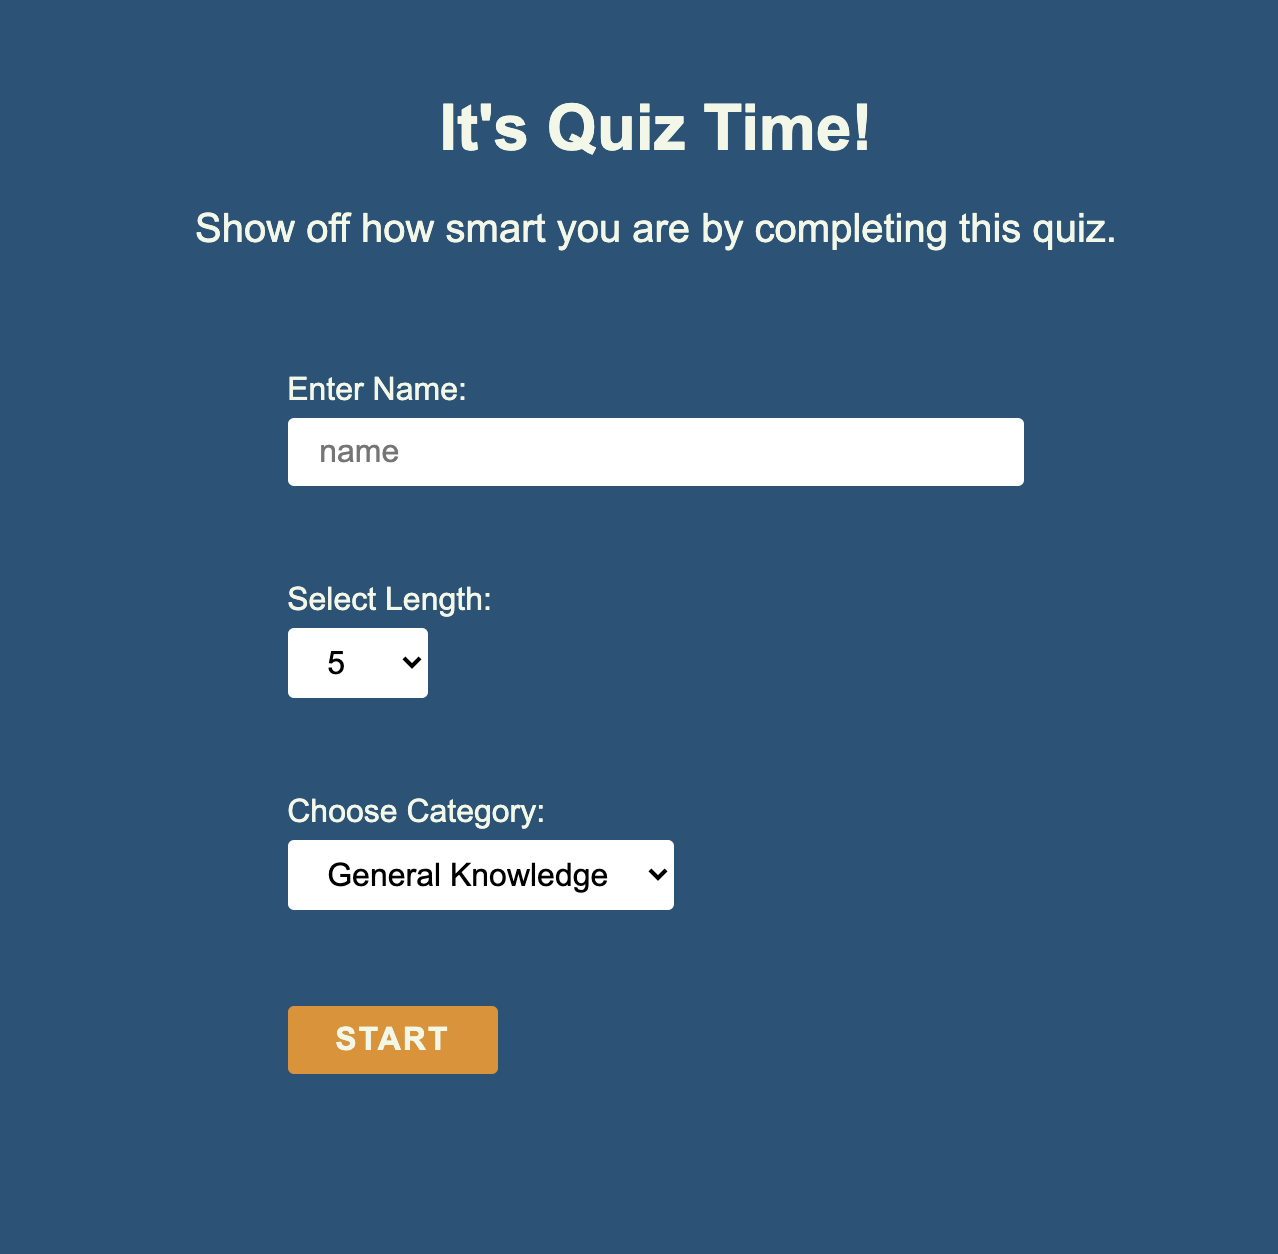 It's Quiz Time!
Show off how smart you are by completing this quiz.
Enter Name:
name
Select Length:
5
Choose Category:
General Knowledge
START